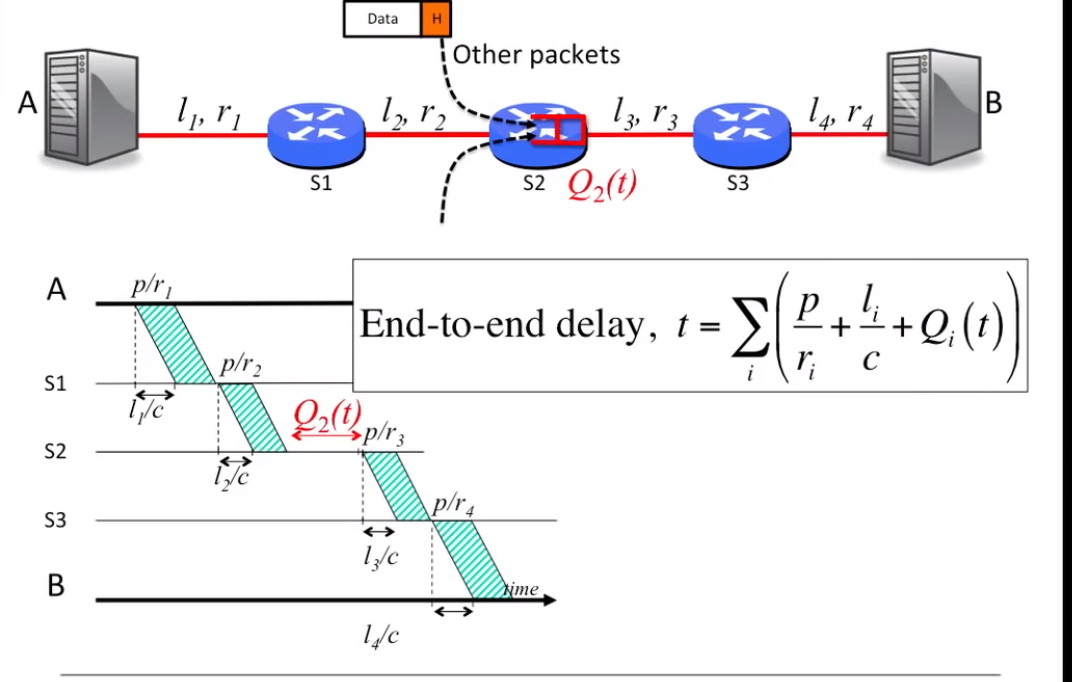 Data H
Other packets
A l₁, r₁ l₂, r₂ l₃, r₃ l₄, r₄ B
S1 S2 Q₂(t) S3
A p/r₁
End-to-end delay, t = ∑ᵢ (p/rᵢ + lᵢ/c + Qᵢ(t))
p/r₂
S1
l₁/c
Q₂(t) p/r₃
S2
l₂/c
p/r₄
S3
l₃/c
B time
l₄/c